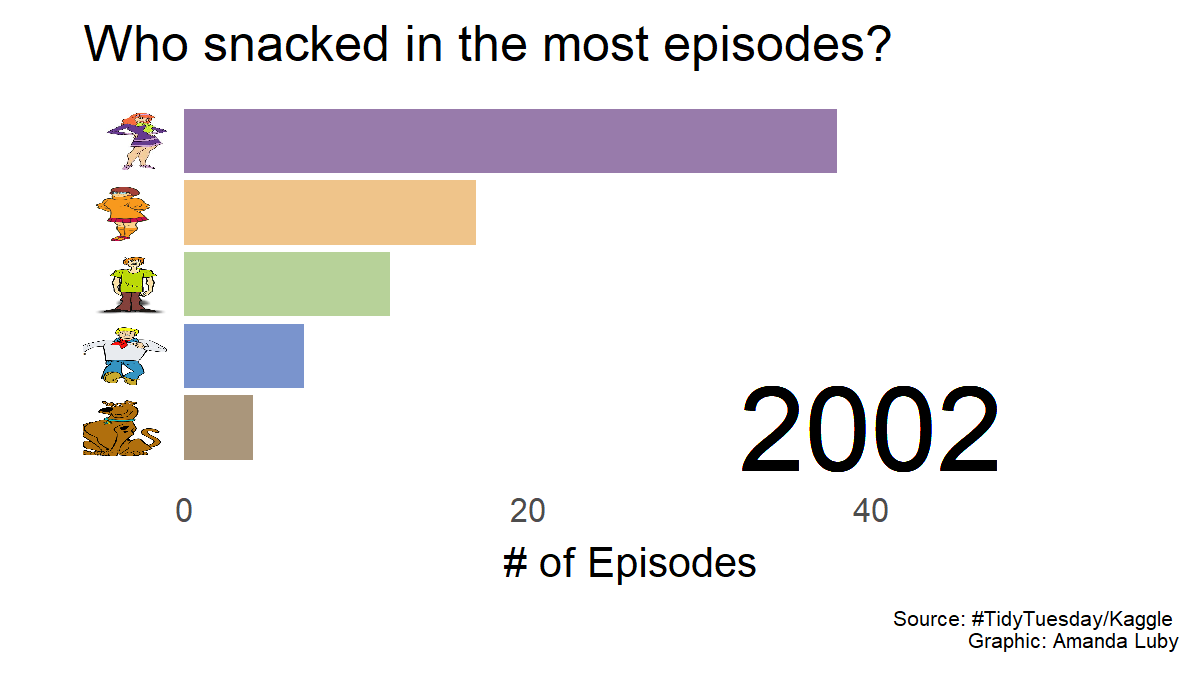 Who snacked in the most episodes?
2002
0 20 40
# of Episodes
Source: #TidyTuesday/Kaggle
Graphic: Amanda Luby